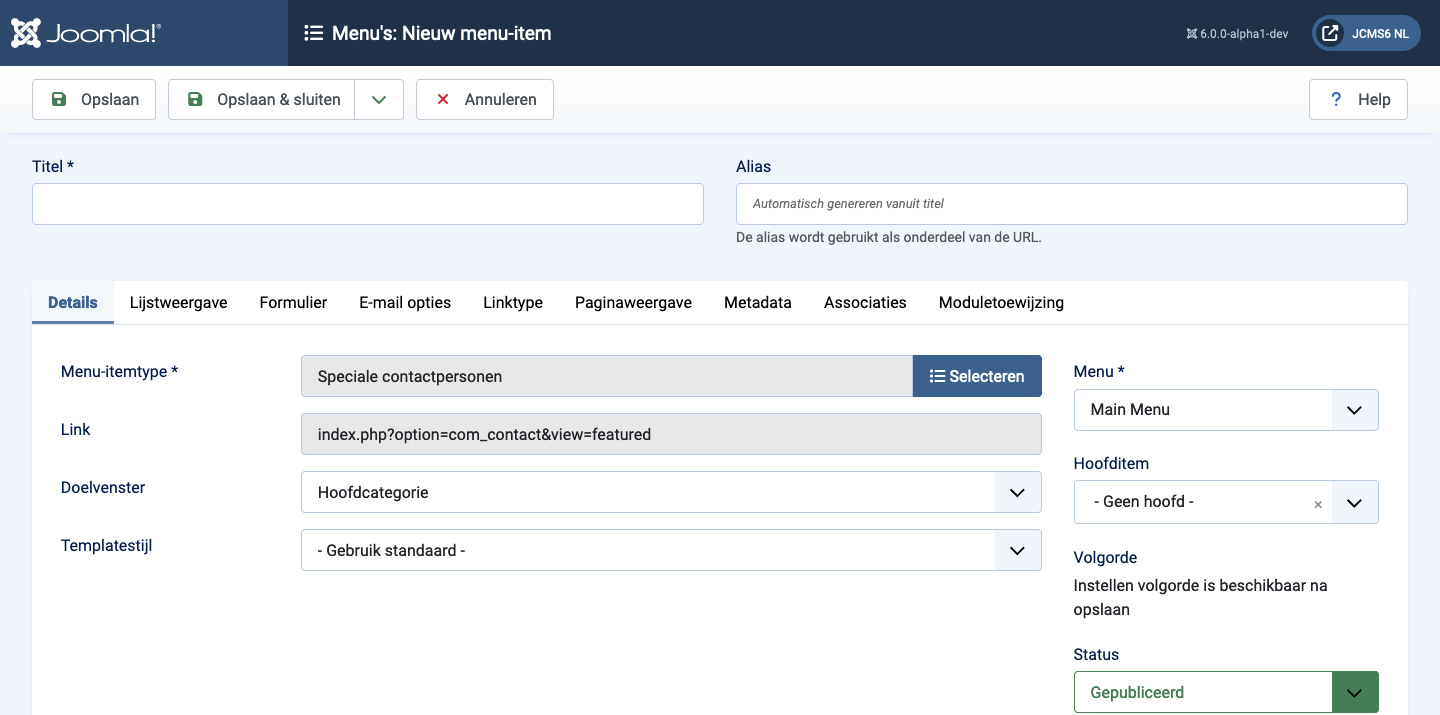 Joomla!®
Menu's: Nieuw menu-item
6.0.0-alpha1-dev
JCMS6 NL
Opslaan
Opslaan & sluiten
Annuleren
? Help
Titel *
Alias
Automatisch genereren vanuit titel
De alias wordt gebruikt als onderdeel van de URL.
Details Lijstweergave Formulier E-mail opties Linktype Paginaweergave Metadata Associaties Moduletoewijzing
Menu-itemtype *
Speciale contactpersonen
Selecteren
Link
index.php?option=com_contact&view=featured
Doelvenster
Hoofdcategorie
Templatestijl
- Gebruik standaard -
Menu *
Main Menu
Hoofditem
- Geen hoofd -
×
Volgorde
Instellen volgorde is beschikbaar na
opslaan
Status
Gepubliceerd